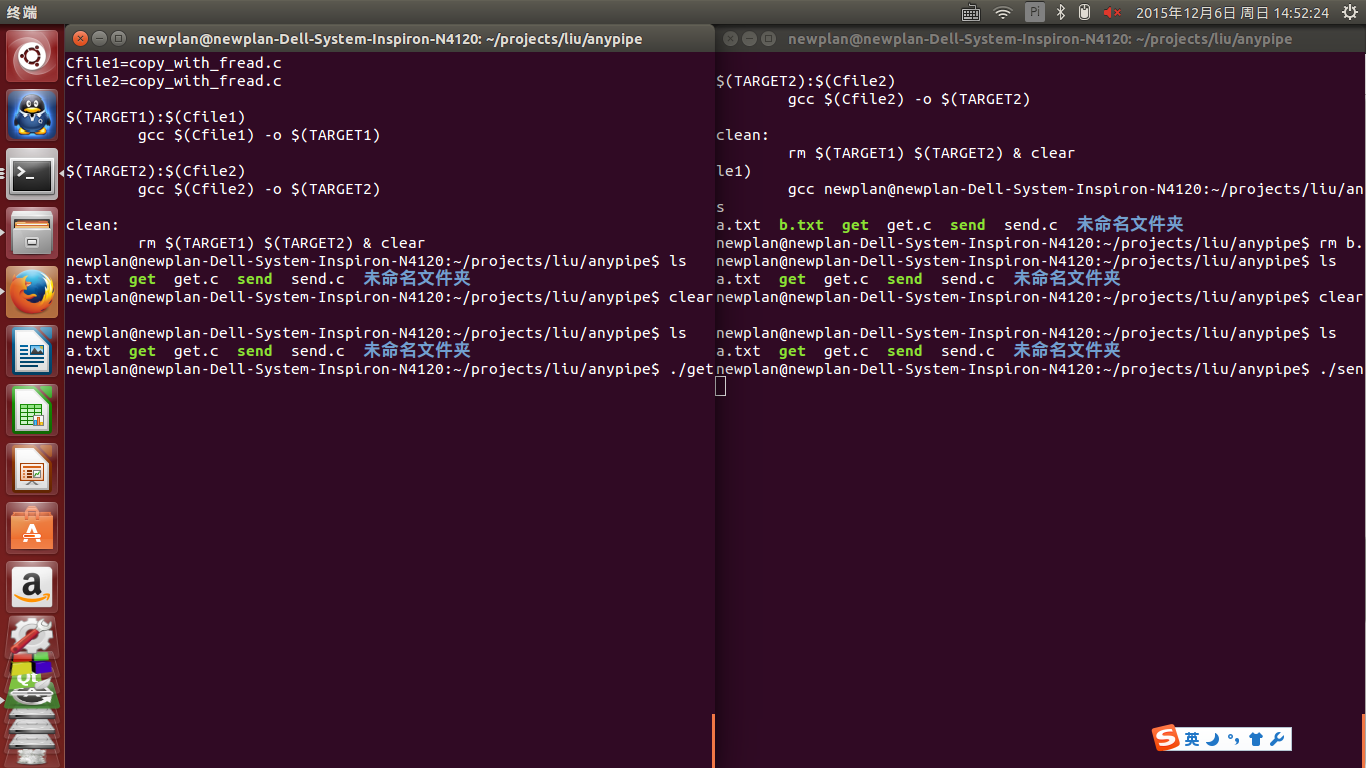 终端
Pi
2015年12月6日 周日 14:52:24
newplan@newplan-Dell-System-Inspiron-N4120: ~/projects/liu/anypipe
Cfile1=copy_with_fread.c
Cfile2=copy_with_fread.c
$(TARGET1):$(Cfile1)
gcc $(Cfile1) -o $(TARGET1)
$(TARGET2):$(Cfile2)
gcc $(Cfile2) -o $(TARGET2)
clean:
rm $(TARGET1) $(TARGET2) & clear
newplan@newplan-Dell-System-Inspiron-N4120:~/projects/liu/anypipe$ ls
a.txt get get.c send send.c 未命名文件夹
newplan@newplan-Dell-System-Inspiron-N4120:~/projects/liu/anypipe$ clear
newplan@newplan-Dell-System-Inspiron-N4120:~/projects/liu/anypipe$ ls
a.txt get get.c send send.c 未命名文件夹
newplan@newplan-Dell-System-Inspiron-N4120:~/projects/liu/anypipe$ ./get
newplan@newplan-Dell-System-Inspiron-N4120: ~/projects/liu/anypipe
$(TARGET2):$(Cfile2)
gcc $(Cfile2) -o $(TARGET2)
clean:
rm $(TARGET1) $(TARGET2) & clear
le1)
gcc newplan@newplan-Dell-System-Inspiron-N4120:~/projects/liu/an
s
a.txt b.txt get get.c send send.c 未命名文件夹
newplan@newplan-Dell-System-Inspiron-N4120:~/projects/liu/anypipe$ rm b.
newplan@newplan-Dell-System-Inspiron-N4120:~/projects/liu/anypipe$ ls
a.txt get get.c send send.c 未命名文件夹
newplan@newplan-Dell-System-Inspiron-N4120:~/projects/liu/anypipe$ clear
newplan@newplan-Dell-System-Inspiron-N4120:~/projects/liu/anypipe$ ls
a.txt get get.c send send.c 未命名文件夹
newplan@newplan-Dell-System-Inspiron-N4120:~/projects/liu/anypipe$ ./sen
英